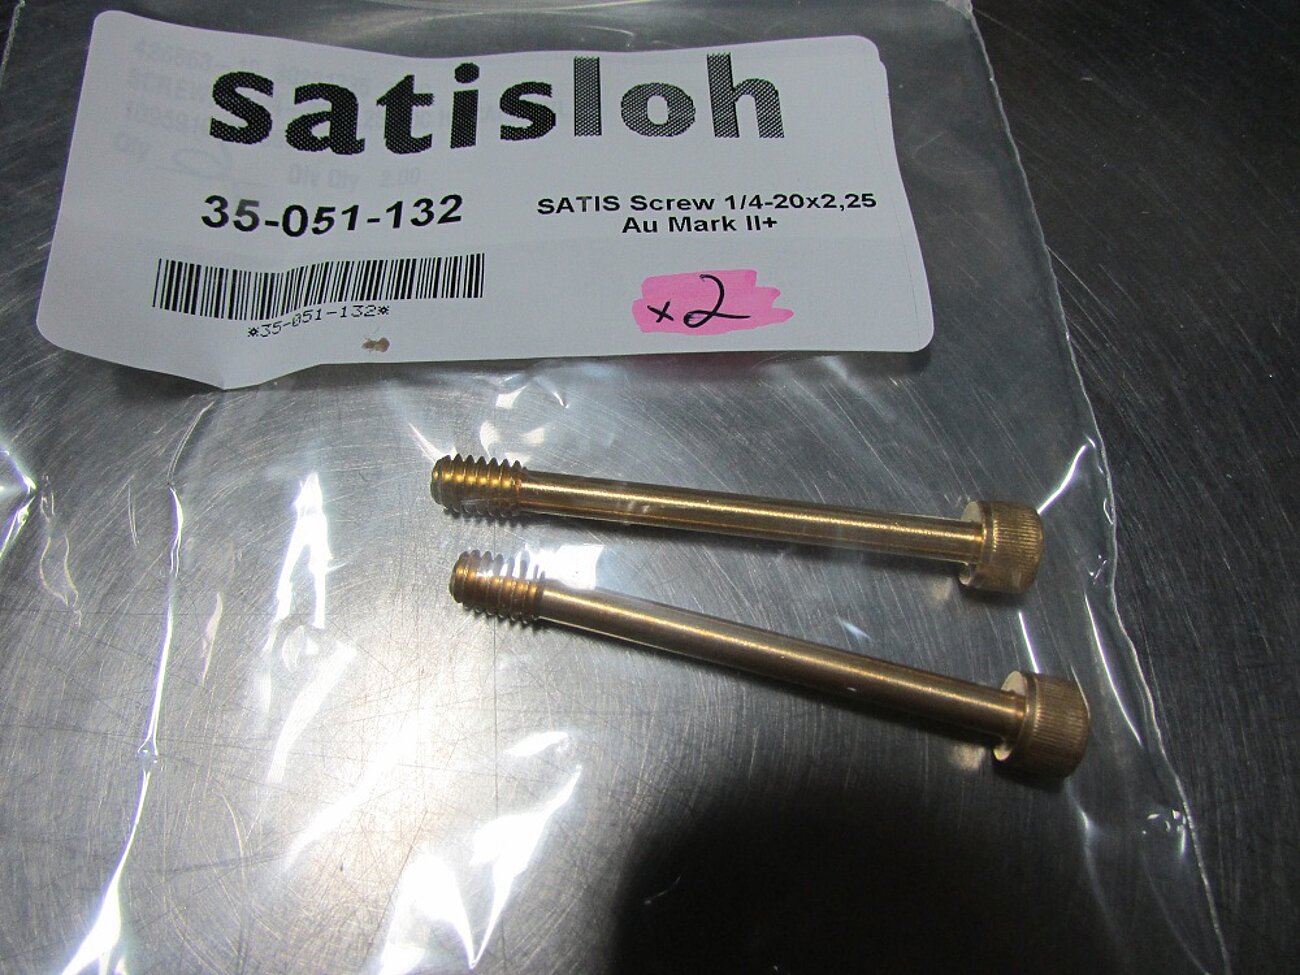 satisloh
35-051-132
SATIS Screw 1/4-20x2,25
Au Mark II+
*35-051-132*
x2